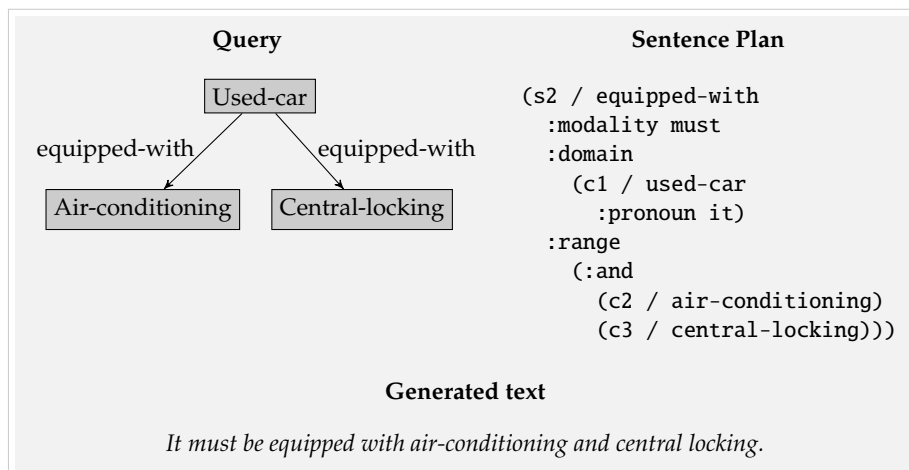 Query
Used-car
equipped-with equipped-with
Air-conditioning Central-locking
Sentence Plan
(s2 / equipped-with
:modality must
:domain
(c1 / used-car
:pronoun it)
:range
(:and
(c2 / air-conditioning)
(c3 / central-locking)))
Generated text
It must be equipped with air-conditioning and central locking.